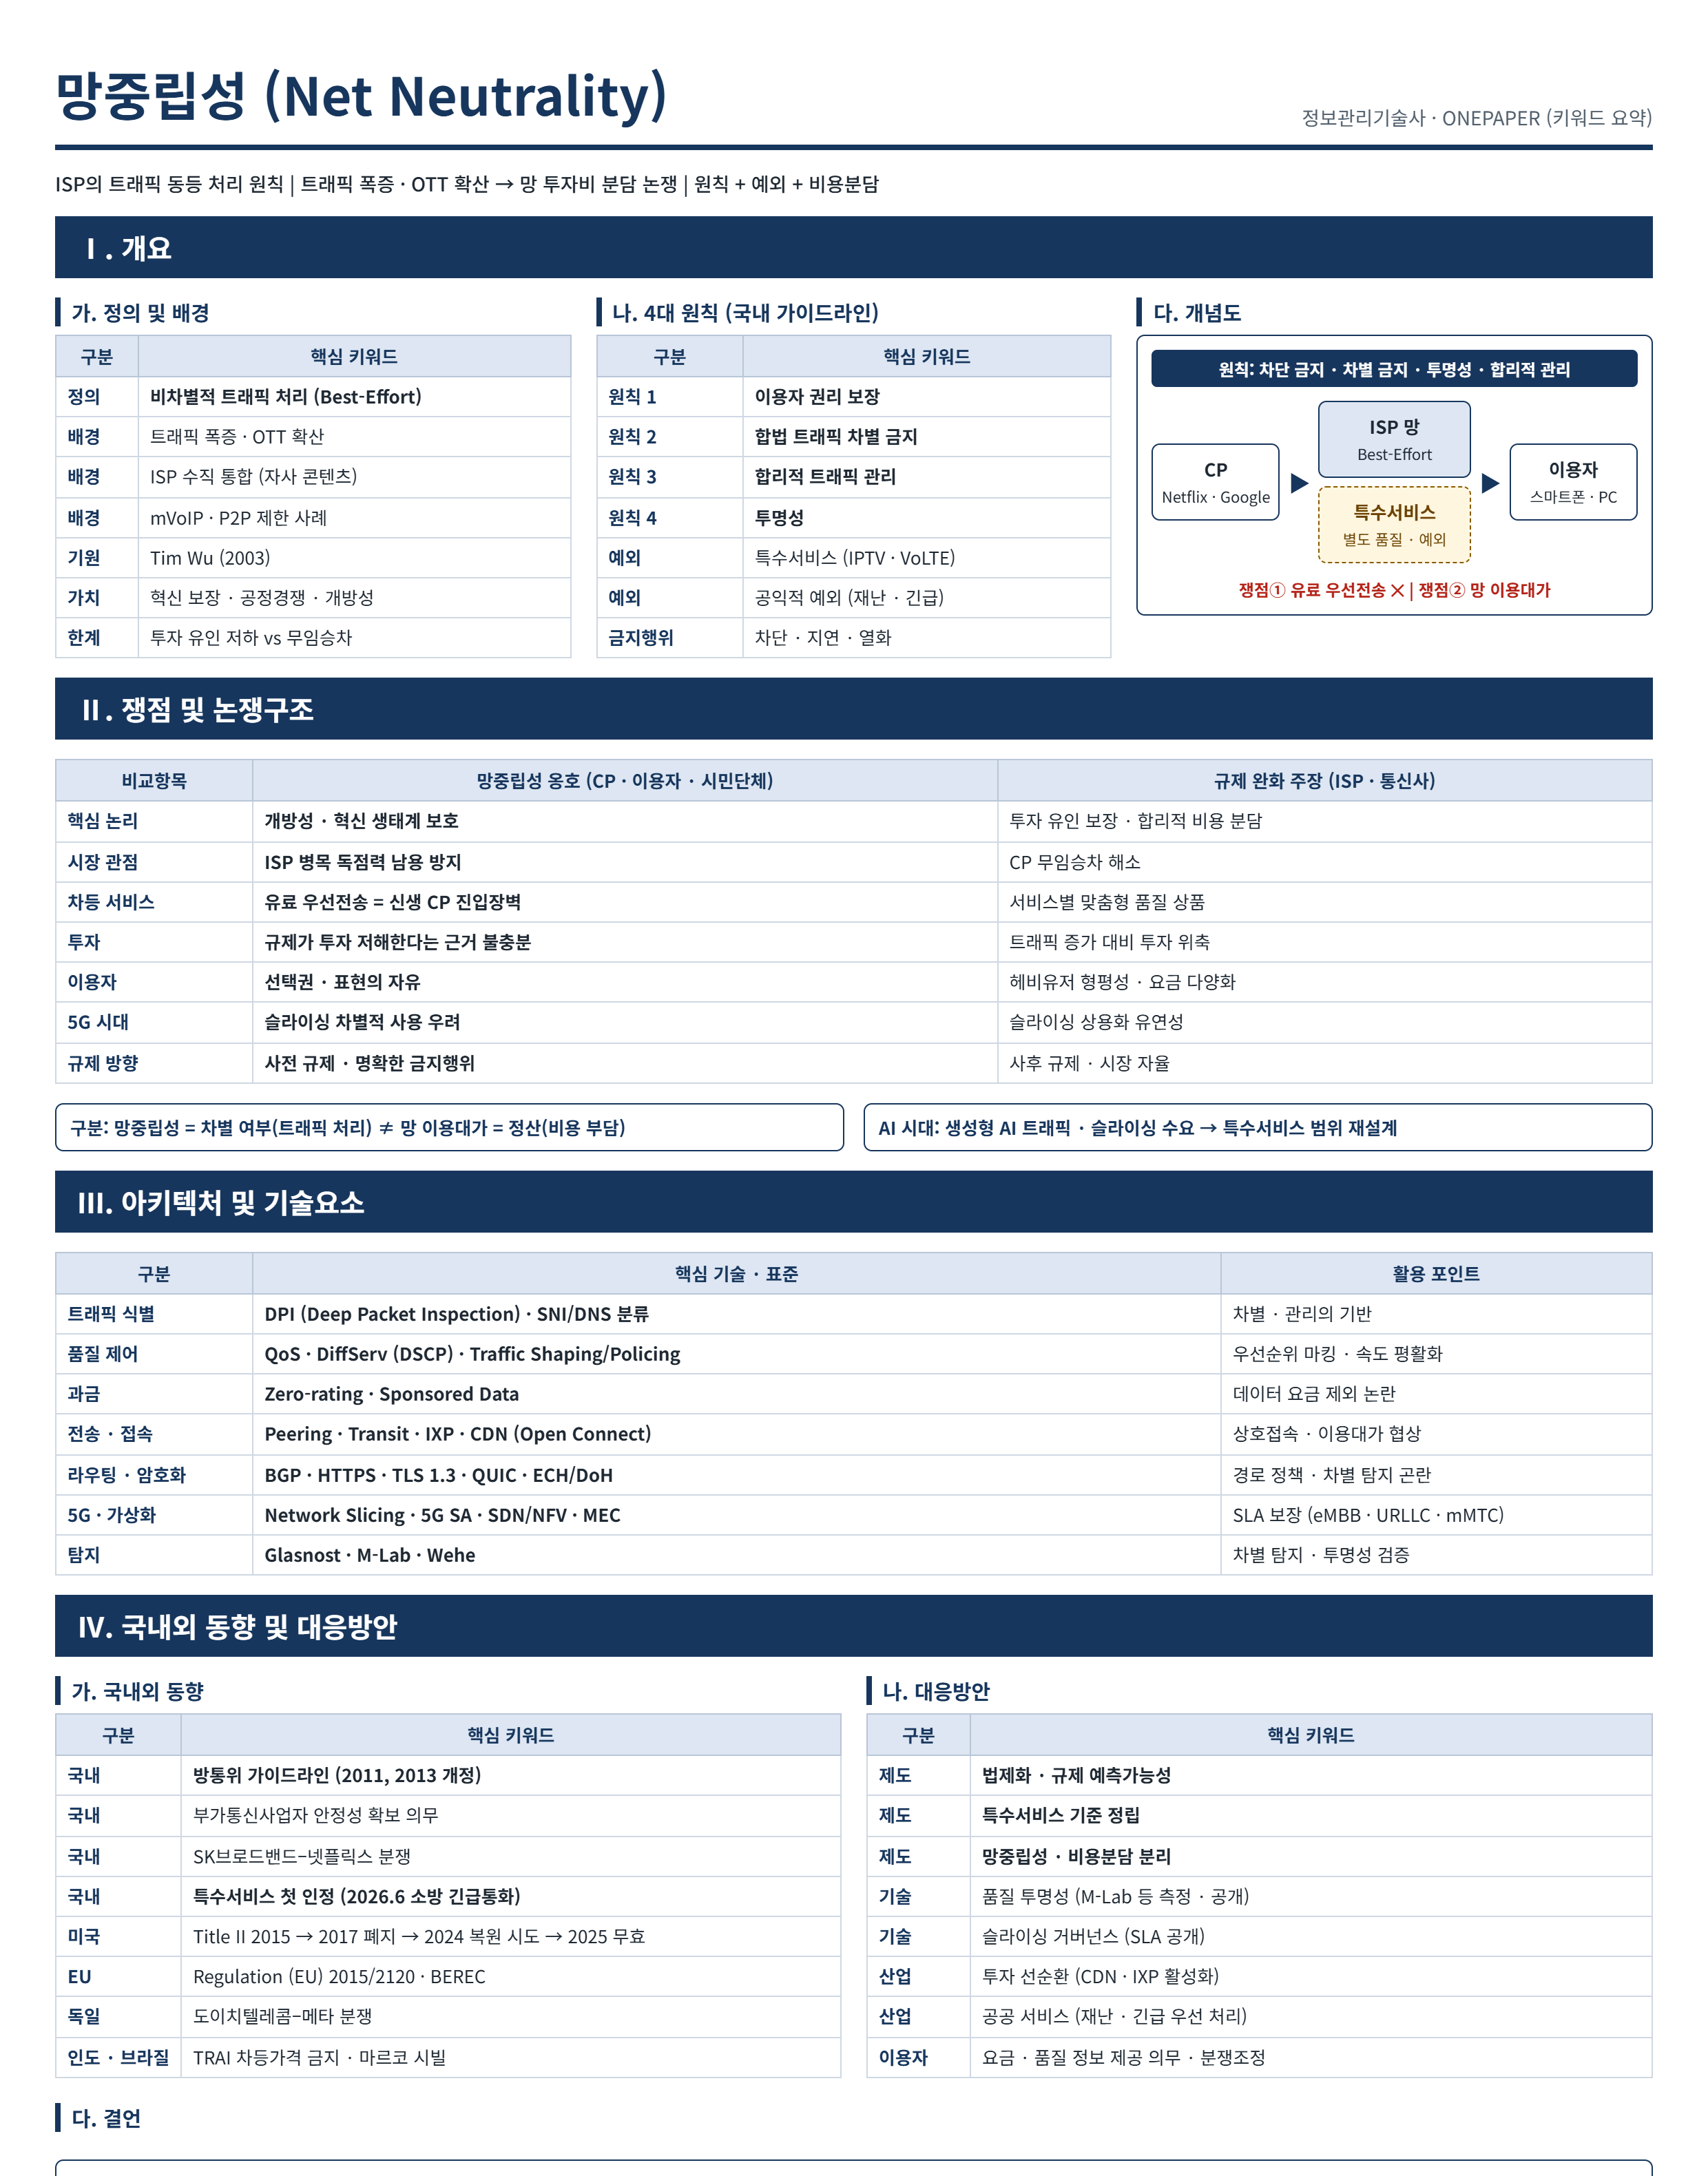 망중립성 (Net Neutrality)
정보관리기술사 · ONEPAPER (키워드 요약)
ISP의 트래픽 동등 처리 원칙 | 트래픽 폭증 · OTT 확산 → 망 투자비 분담 논쟁 | 원칙 + 예외 + 비용분담
Ⅰ. 개요
가. 정의 및 배경
구분 핵심 키워드
정의 비차별적 트래픽 처리 (Best-Effort)
배경 트래픽 폭증 · OTT 확산
배경 ISP 수직 통합 (자사 콘텐츠)
배경 mVoIP · P2P 제한 사례
기원 Tim Wu (2003)
가치 혁신 보장 · 공정경쟁 · 개방성
한계 투자 유인 저하 vs 무임승차
나. 4대 원칙 (국내 가이드라인)
구분 핵심 키워드
원칙 1 이용자 권리 보장
원칙 2 합법 트래픽 차별 금지
원칙 3 합리적 트래픽 관리
원칙 4 투명성
예외 특수서비스 (IPTV · VoLTE)
예외 공익적 예외 (재난 · 긴급)
금지행위 차단 · 지연 · 열화
다. 개념도
원칙: 차단 금지 · 차별 금지 · 투명성 · 합리적 관리
CP
Netflix · Google
▶
ISP 망
Best-Effort
특수서비스
별도 품질 · 예외
▶
이용자
스마트폰 · PC
쟁점① 유료 우선전송 ✕ | 쟁점② 망 이용대가
Ⅱ. 쟁점 및 논쟁구조
비교항목 망중립성 옹호 (CP · 이용자 · 시민단체) 규제 완화 주장 (ISP · 통신사)
핵심 논리 개방성 · 혁신 생태계 보호 투자 유인 보장 · 합리적 비용 분담
시장 관점 ISP 병목 독점력 남용 방지 CP 무임승차 해소
차등 서비스 유료 우선전송 = 신생 CP 진입장벽 서비스별 맞춤형 품질 상품
투자 규제가 투자 저해한다는 근거 불충분 트래픽 증가 대비 투자 위축
이용자 선택권 · 표현의 자유 헤비유저 형평성 · 요금 다양화
5G 시대 슬라이싱 차별적 사용 우려 슬라이싱 상용화 유연성
규제 방향 사전 규제 · 명확한 금지행위 사후 규제 · 시장 자율
구분: 망중립성 = 차별 여부(트래픽 처리) ≠ 망 이용대가 = 정산(비용 부담)
AI 시대: 생성형 AI 트래픽 · 슬라이싱 수요 → 특수서비스 범위 재설계
Ⅲ. 아키텍처 및 기술요소
구분 핵심 기술 · 표준 활용 포인트
트래픽 식별 DPI (Deep Packet Inspection) · SNI/DNS 분류 차별 · 관리의 기반
품질 제어 QoS · DiffServ (DSCP) · Traffic Shaping/Policing 우선순위 마킹 · 속도 평활화
과금 Zero-rating · Sponsored Data 데이터 요금 제외 논란
전송 · 접속 Peering · Transit · IXP · CDN (Open Connect) 상호접속 · 이용대가 협상
라우팅 · 암호화 BGP · HTTPS · TLS 1.3 · QUIC · ECH/DoH 경로 정책 · 차별 탐지 곤란
5G · 가상화 Network Slicing · 5G SA · SDN/NFV · MEC SLA 보장 (eMBB · URLLC · mMTC)
탐지 Glasnost · M-Lab · Wehe 차별 탐지 · 투명성 검증
Ⅳ. 국내외 동향 및 대응방안
가. 국내외 동향
구분 핵심 키워드
국내 방통위 가이드라인 (2011, 2013 개정)
국내 부가통신사업자 안정성 확보 의무
국내 SK브로드밴드–넷플릭스 분쟁
국내 특수서비스 첫 인정 (2026.6 소방 긴급통화)
미국 Title II 2015 → 2017 폐지 → 2024 복원 시도 → 2025 무효
EU Regulation (EU) 2015/2120 · BEREC
독일 도이치텔레콤–메타 분쟁
인도 · 브라질 TRAI 차등가격 금지 · 마르코 시빌
나. 대응방안
구분 핵심 키워드
제도 법제화 · 규제 예측가능성
제도 특수서비스 기준 정립
제도 망중립성 · 비용분담 분리
기술 품질 투명성 (M-Lab 등 측정 · 공개)
기술 슬라이싱 거버넌스 (SLA 공개)
산업 투자 선순환 (CDN · IXP 활성화)
산업 공공 서비스 (재난 · 긴급 우선 처리)
이용자 요금 · 품질 정보 제공 의무 · 분쟁조정
다. 결언